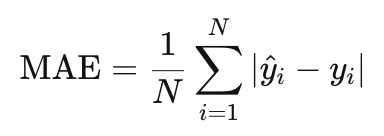 MAE = \frac{1}{N} \sum_{i=1}^{N} |\hat{y}_i - y_i|